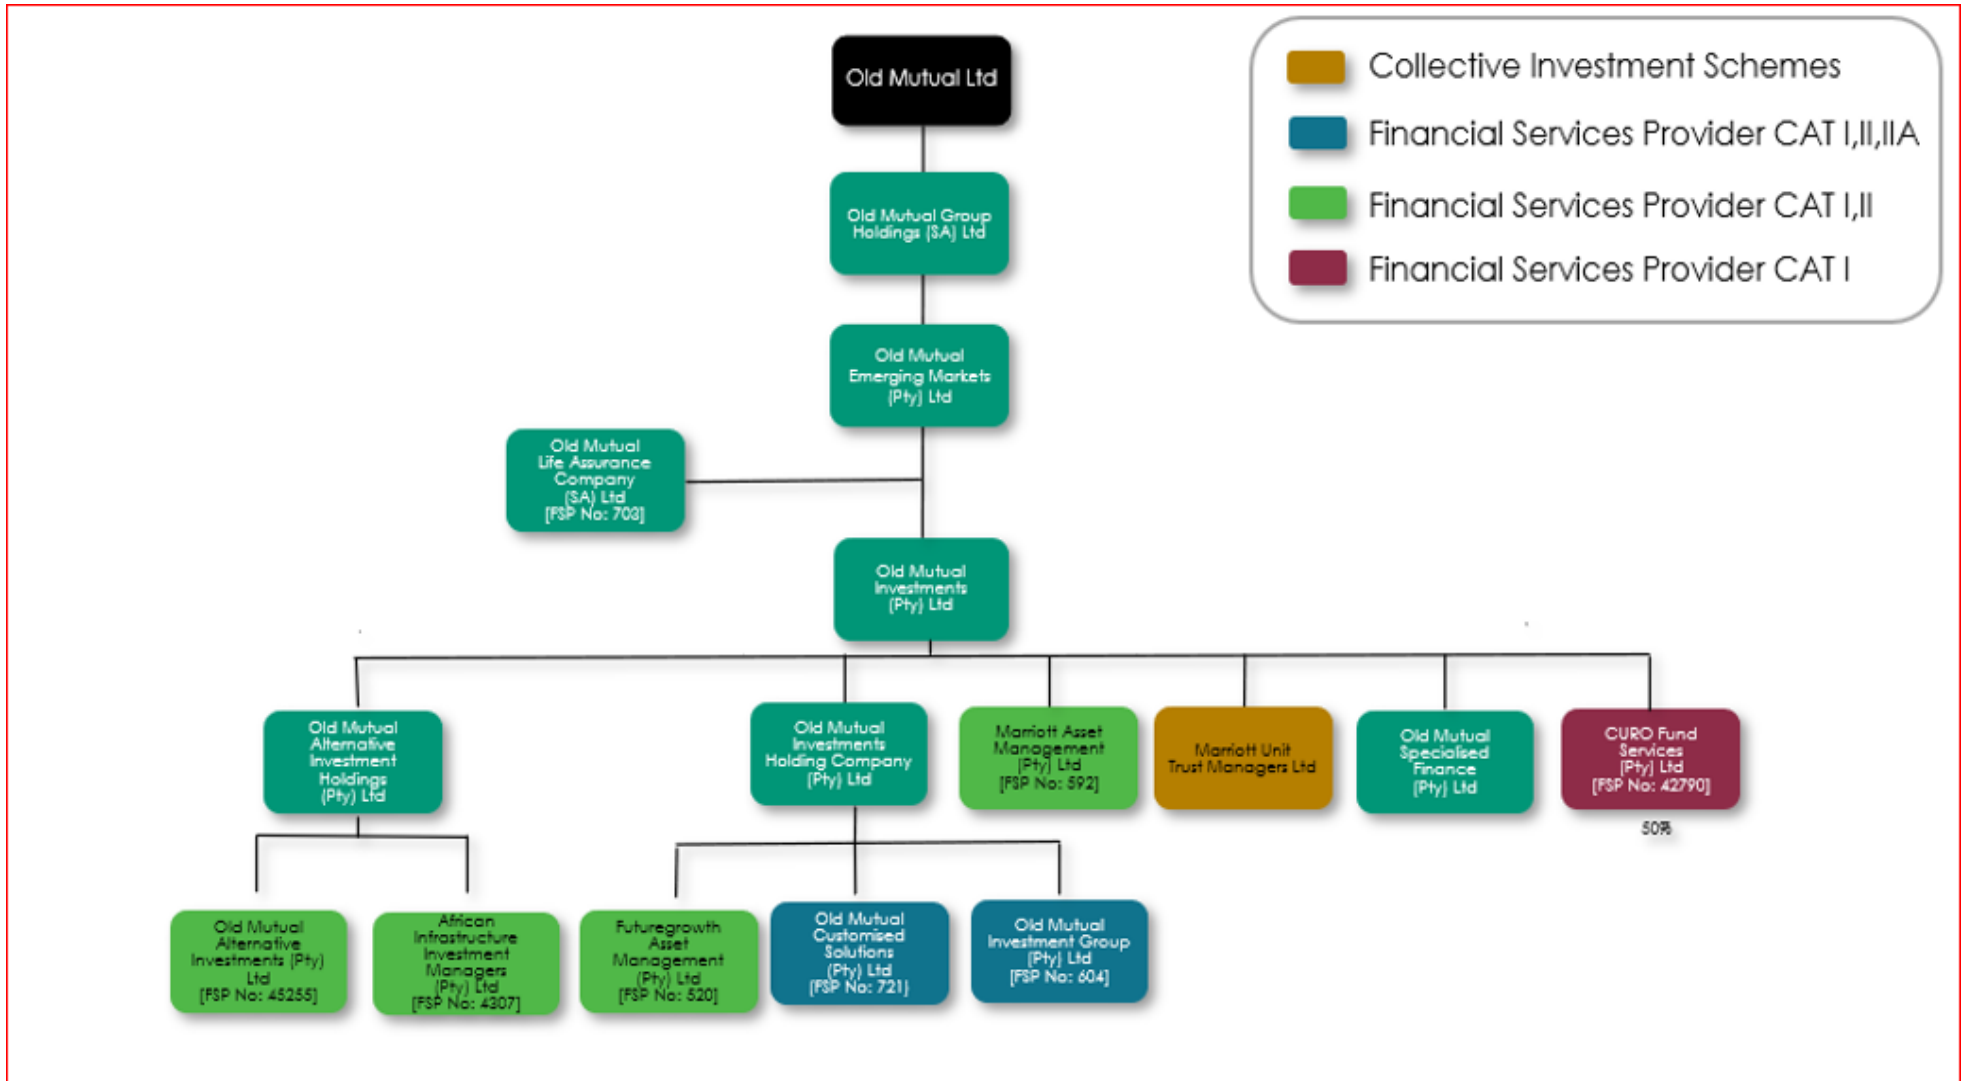 Old Mutual Ltd
Collective Investment Schemes
Financial Services Provider CAT I,II,IIA
Financial Services Provider CAT I,II
Financial Services Provider CAT I
Old Mutual Group
Holdings (SA) Ltd
Old Mutual
Emerging Markets
(Pty) Ltd
Old Mutual
Life Assurance
Company
(SA) Ltd
[FSP No: 703]
Old Mutual
Investments
(Pty) Ltd
Old Mutual
Alternative
Investment
Holdings
(Pty) Ltd
Old Mutual
Investments
Holding Company
(Pty) Ltd
Marriott Asset
Management
(Pty) Ltd
[FSP No: 592]
Marriott Unit
Trust Managers Ltd
Old Mutual
Specialised
Finance
(Pty) Ltd
CURO Fund
Services
(Pty) Ltd
[FSP No: 42790]
50%
Old Mutual
Alternative
Investments (Pty)
Ltd
[FSP No: 45255]
African
Infrastructure
Investment
Managers
(Pty) Ltd
[FSP No: 4307]
Futuregrowth
Asset
Management
(Pty) Ltd
[FSP No: 520]
Old Mutual
Customised
Solutions
(Pty) Ltd
(FSP No: 721)
Old Mutual
Investment Group
(Pty) Ltd
[FSP No: 604]